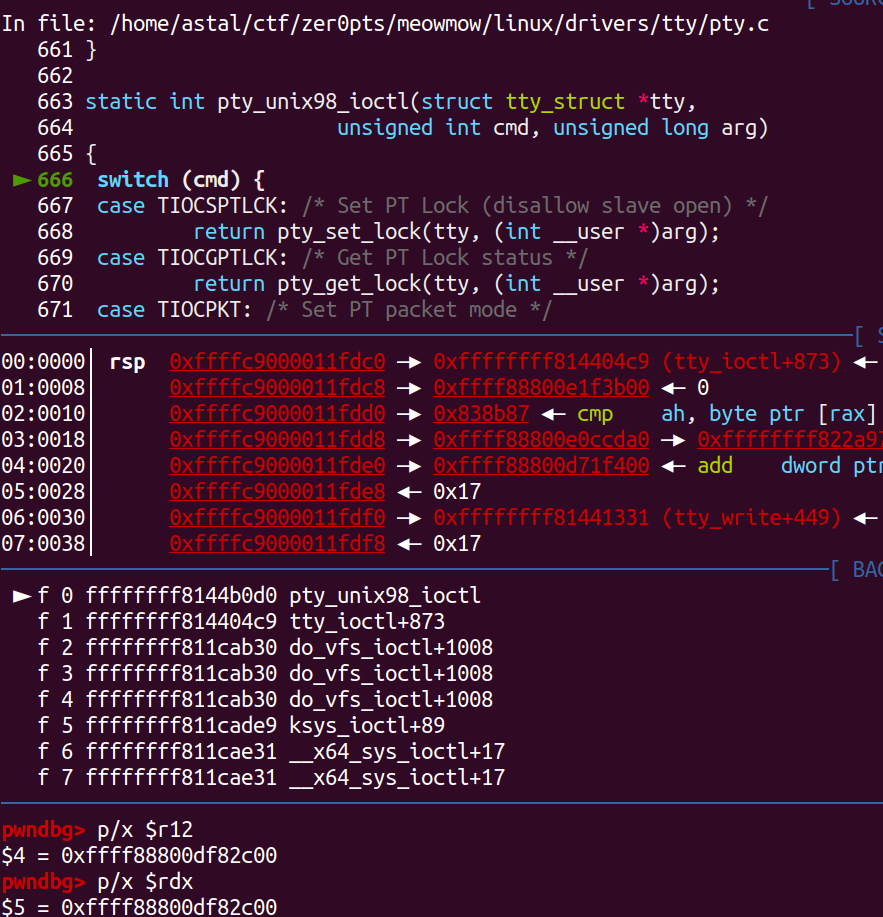 [ SOUR
In file: /home/astal/ctf/zer0pts/meowmow/linux/drivers/tty/pty.c
661 }
662
663 static int pty_unix98_ioctl(struct tty_struct *tty,
664 unsigned int cmd, unsigned long arg)
665 {
► 666 switch (cmd) {
667 case TIOCSPTLCK: /* Set PT Lock (disallow slave open) */
668 return pty_set_lock(tty, (int __user *)arg);
669 case TIOCGPTLCK: /* Get PT Lock status */
670 return pty_get_lock(tty, (int __user *)arg);
671 case TIOCPKT: /* Set PT packet mode */
[ S
00:0000│ rsp 0xffffc9000011fdc0 —▸ 0xffffffff814404c9 (tty_ioctl+873) ◂—
01:0008│ 0xffffc9000011fdc8 —▸ 0xffff88800e1f3b00 ◂— 0
02:0010│ 0xffffc9000011fdd0 —▸ 0x838b87 ◂— cmp ah, byte ptr [rax]
03:0018│ 0xffffc9000011fdd8 —▸ 0xffff88800e0ccda0 —▸ 0xffffffff822a97
04:0020│ 0xffffc9000011fde0 —▸ 0xffff88800d71f400 ◂— add dword ptr
05:0028│ 0xffffc9000011fde8 ◂— 0x17
06:0030│ 0xffffc9000011fdf0 —▸ 0xffffffff81441331 (tty_write+449) ◂—
07:0038│ 0xffffc9000011fdf8 ◂— 0x17
[ BAC
► f 0 ffffffff8144b0d0 pty_unix98_ioctl
f 1 ffffffff814404c9 tty_ioctl+873
f 2 ffffffff811cab30 do_vfs_ioctl+1008
f 3 ffffffff811cab30 do_vfs_ioctl+1008
f 4 ffffffff811cab30 do_vfs_ioctl+1008
f 5 ffffffff811cade9 ksys_ioctl+89
f 6 ffffffff811cae31 __x64_sys_ioctl+17
f 7 ffffffff811cae31 __x64_sys_ioctl+17
pwndbg> p/x $r12
$4 = 0xffff88800df82c00
pwndbg> p/x $rdx
$5 = 0xffff88800df82c00